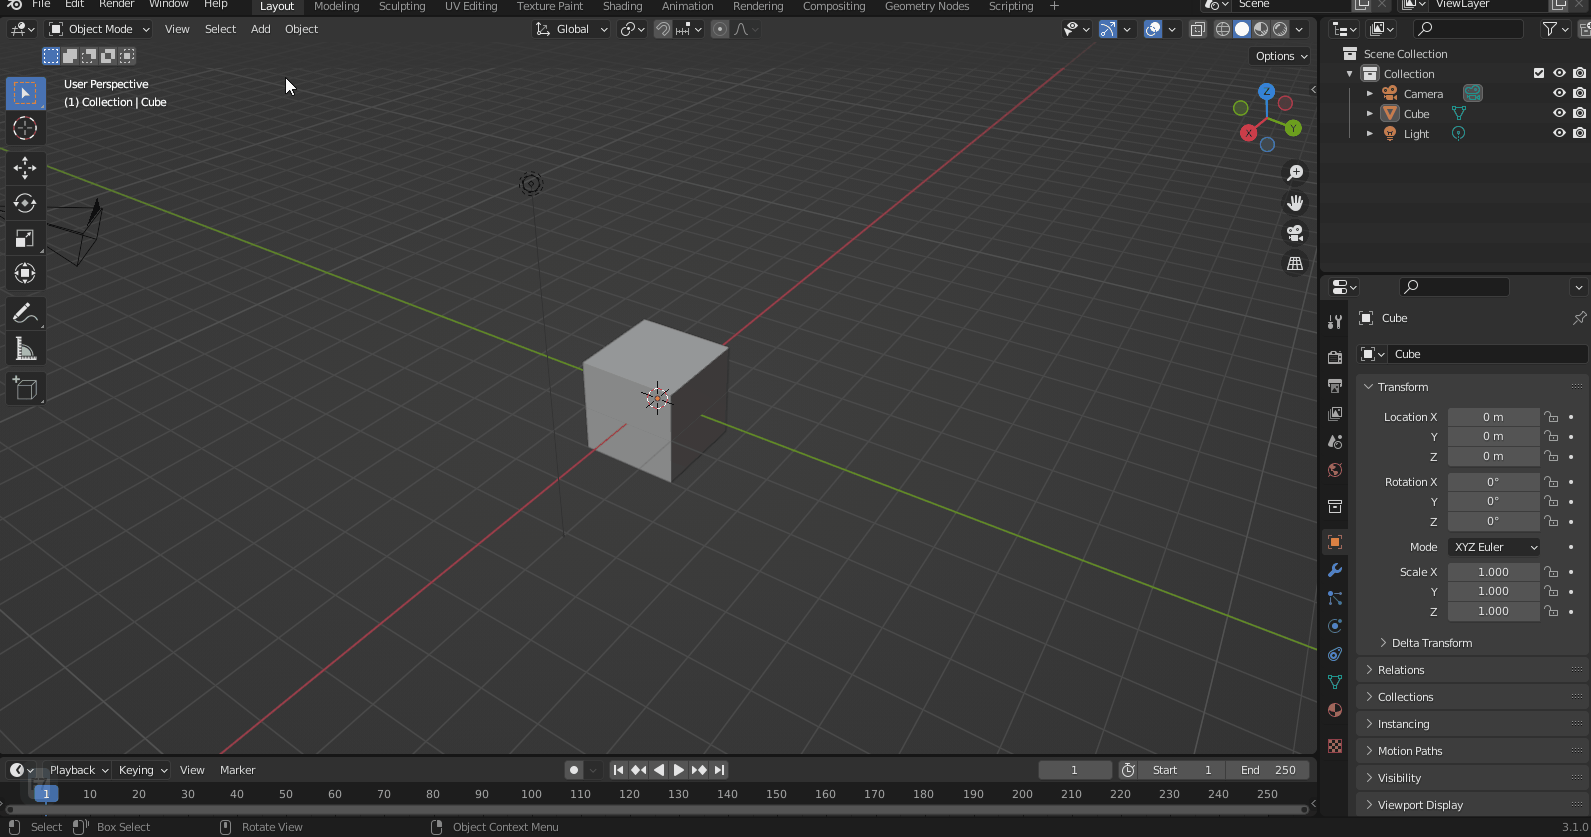 File Edit Render Window Help Layout Modeling Sculpting UV Editing Texture Paint Shading Animation Rendering Compositing Geometry Nodes Scripting + Scene ViewLayer
Object Mode View Select Add Object Global
Options
User Perspective
(1) Collection | Cube
Z
Y
X
Scene Collection
Collection
Camera
Cube
Light
Cube
Cube
Transform
Location X 0 m
Y 0 m
Z 0 m
Rotation X 0°
Y 0°
Z 0°
Mode XYZ Euler
Scale X 1.000
Y 1.000
Z 1.000
Delta Transform
Relations
Collections
Instancing
Motion Paths
Visibility
Viewport Display
Playback Keying View Marker 1 Start 1 End 250
1 10 20 30 40 50 60 70 80 90 100 110 120 130 140 150 160 170 180 190 200 210 220 230 240 250
Select Box Select Rotate View Object Context Menu 3.1.0